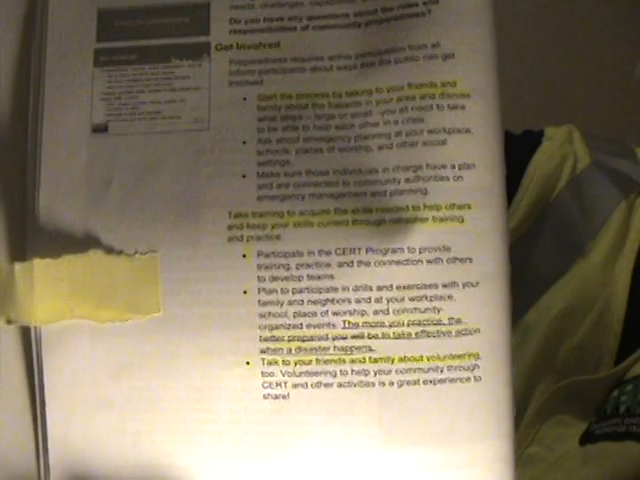 needs, challenges,
Do you have any questions about the roles and
responsibilities of community preparedness?
Get Involved
Preparedness requires active participation from all.
Inform participants about ways that the public can get
involved.
• Start the process by talking to your friends and
family about the hazards in your area and discuss
what steps – large or small – you all need to take
to be able to help each other in a crisis.
• Ask about emergency planning at your workplace,
schools, places of worship, and other social
settings.
• Make sure those individuals in charge have a plan
and are connected to community authorities on
emergency management and planning.
Take training to acquire the skills needed to help others
and keep your skills current through refresher training
and practice.
• Participate in the CERT Program to provide
training, practice, and the connection with others
to develop teams.
• Plan to participate in drills and exercises with your
family and neighbors and at your workplace,
school, place of worship, and community-
organized events. The more you practice, the
better prepared you will be to take effective action
when a disaster happens.
• Talk to your friends and family about volunteering,
too. Volunteering to help your community through
CERT and other activities is a great experience to
share!